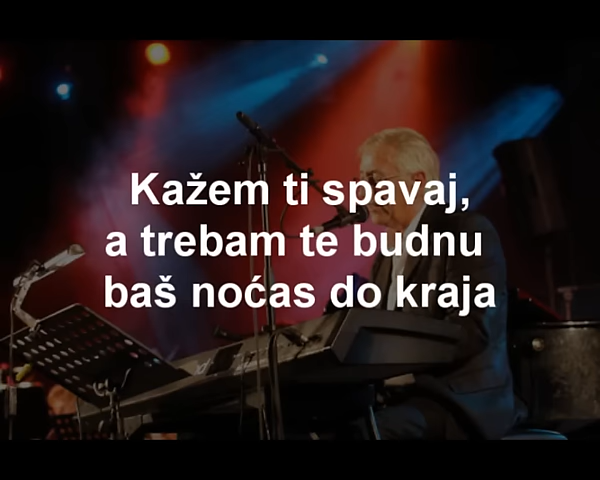 Kažem ti spavaj,
a trebam te budnu
baš noćas do kraja